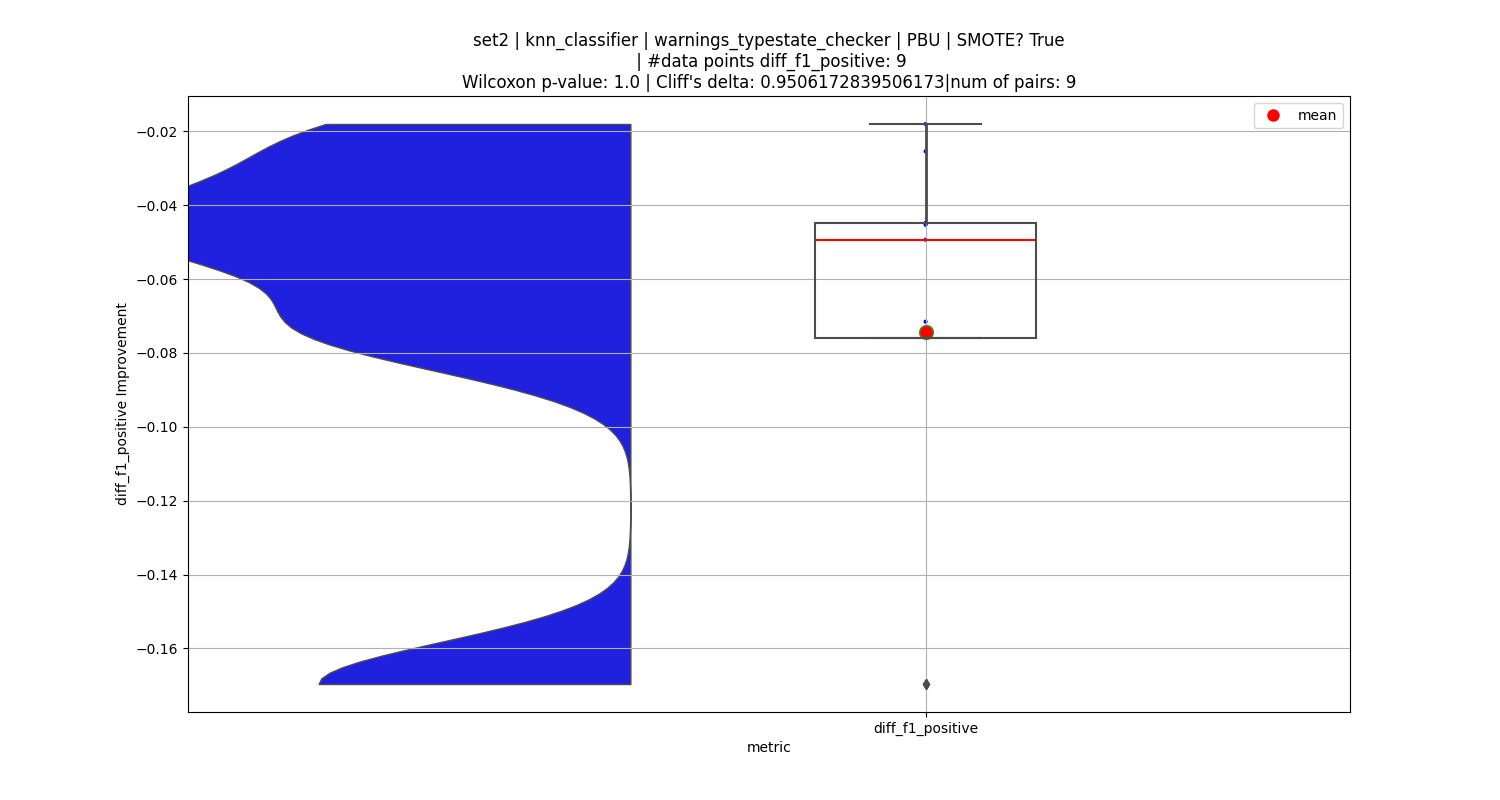 set2 | knn_classifier | warnings_typestate_checker | PBU | SMOTE? True
| #data points diff_f1_positive: 9
Wilcoxon p-value: 1.0 | Cliff's delta: 0.9506172839506173|num of pairs: 9
mean
−0.02
−0.04
−0.06
−0.08
−0.10
−0.12
−0.14
−0.16
diff_f1_positive Improvement
diff_f1_positive
metric